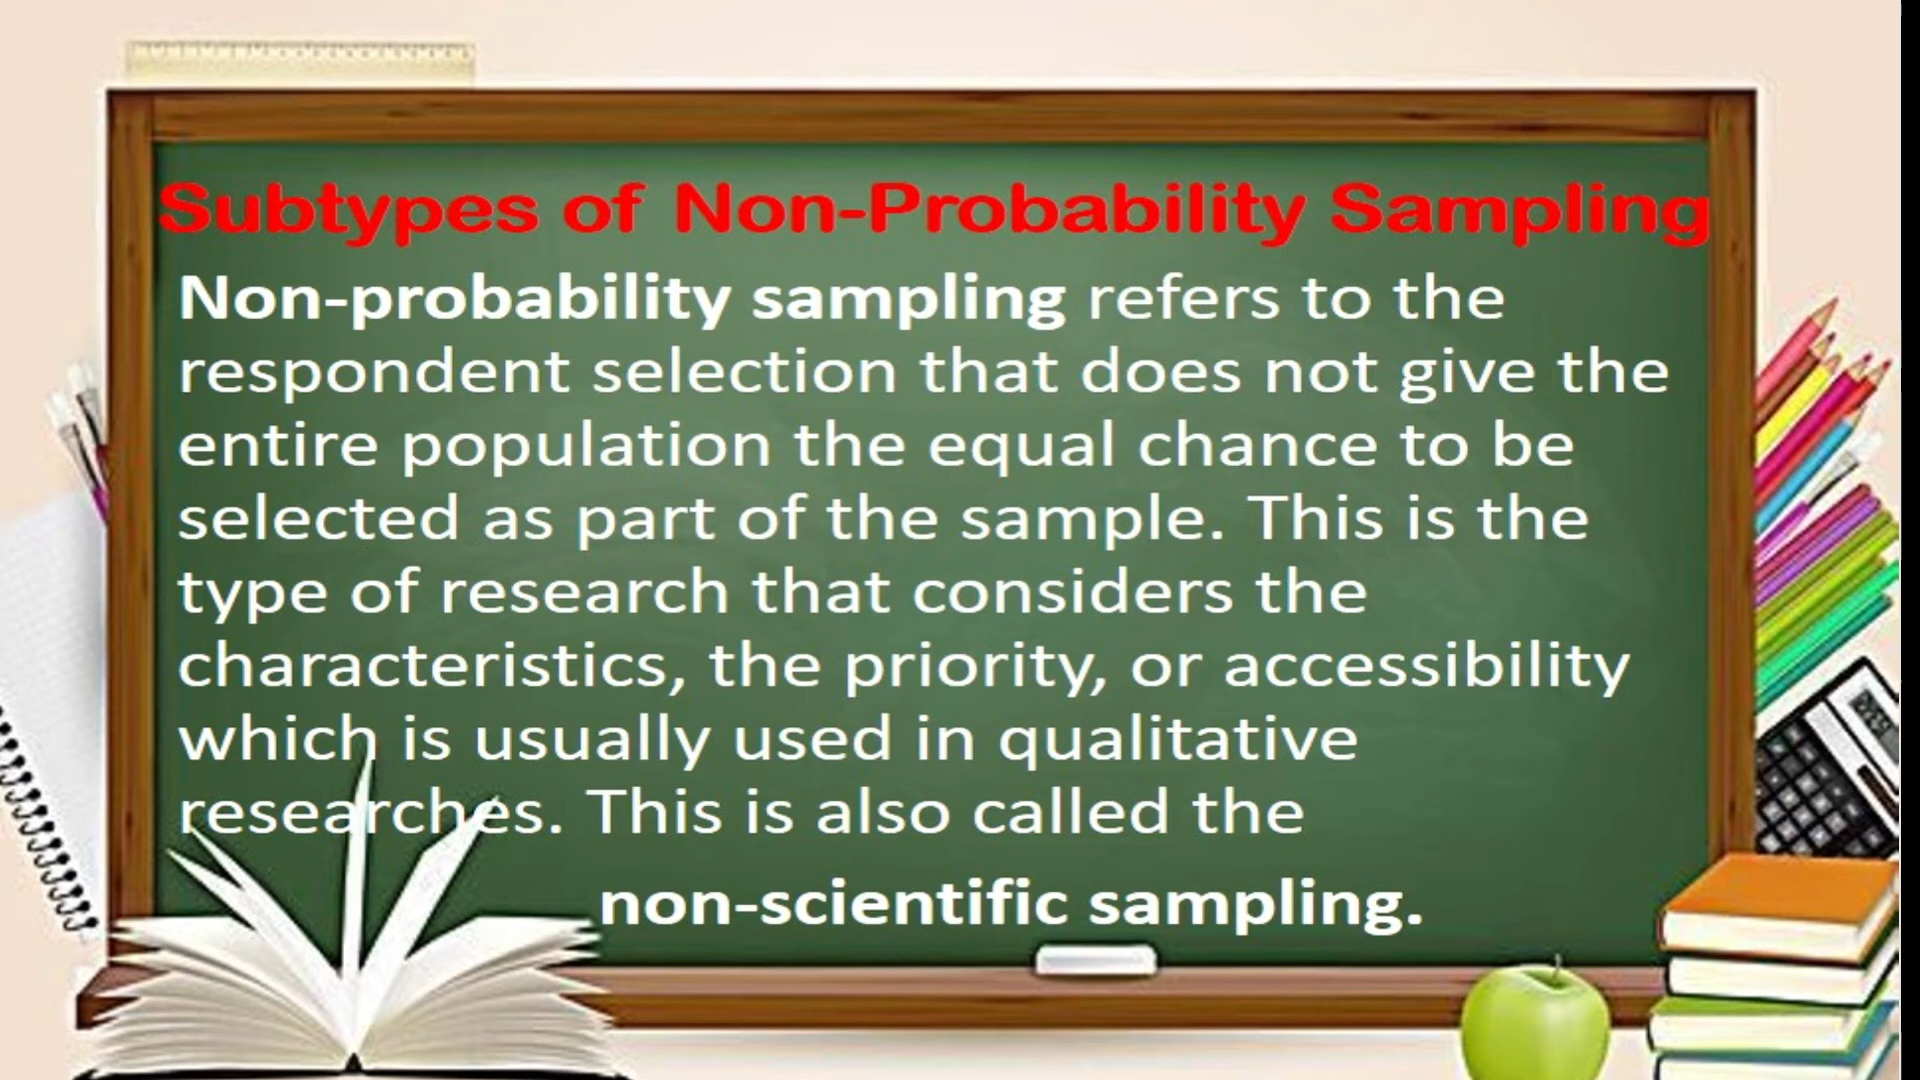 Subtypes of Non-Probability Sampling
Non-probability sampling refers to the
respondent selection that does not give the
entire population the equal chance to be
selected as part of the sample. This is the
type of research that considers the
characteristics, the priority, or accessibility
which is usually used in qualitative
researches. This is also called the
non-scientific sampling.